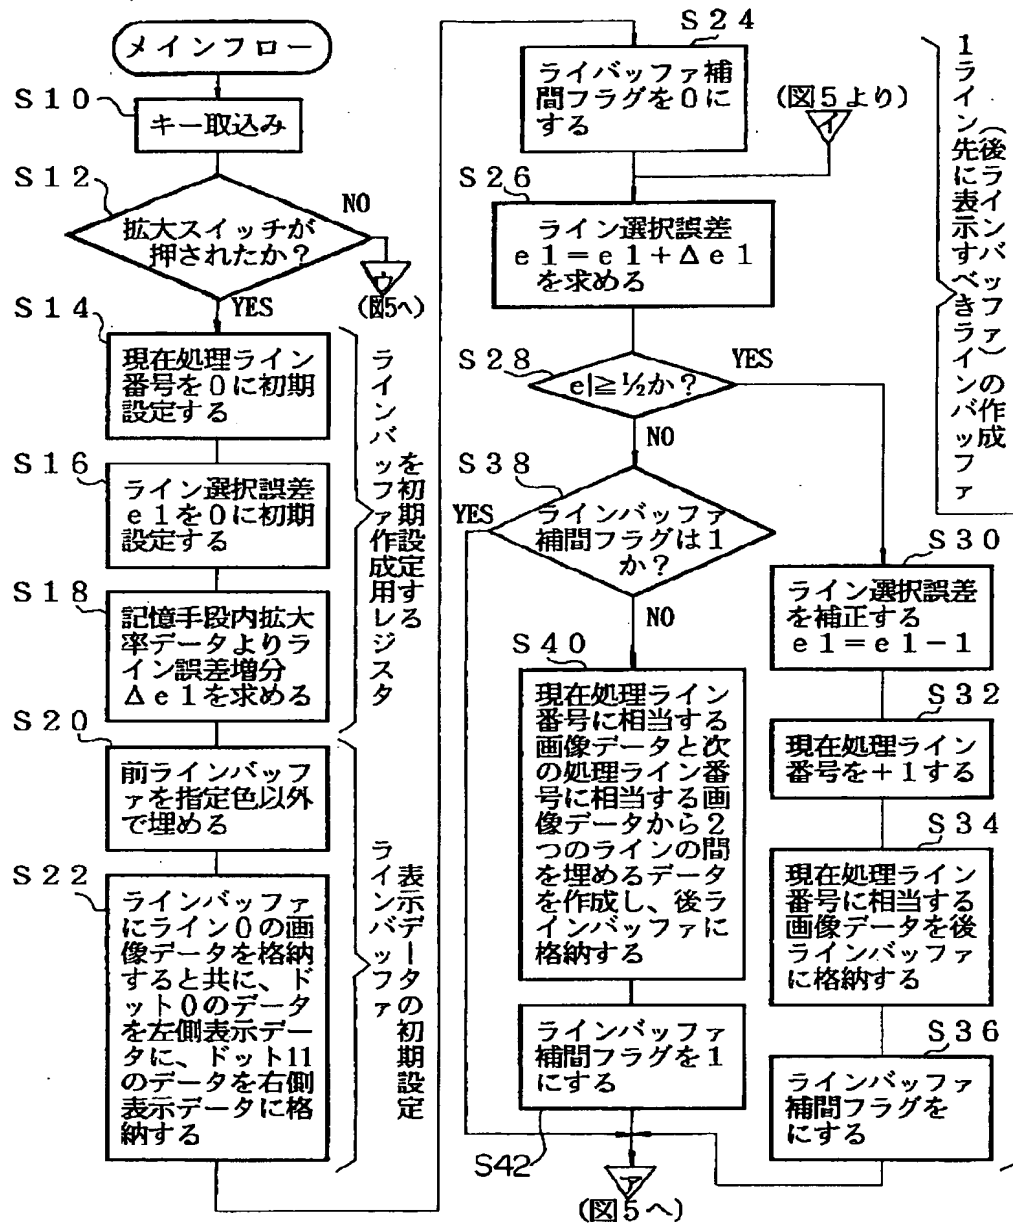 メインフロー
S10
キー取込み
S12
拡大スイッチが
押されたか?
NO
ウ
(図5へ)
YES
S14
現在処理ライン
番号を0に初期
設定する
S16
ライン選択誤差
e1を0に初期
設定する
S18
記憶手段内拡大
率データよりラ
イン誤差増分
Δe1を求める
ラインバッファ作成用レジスタ
を初期設定する
S20
前ラインバッフ
ァを指定色以外
で埋める
S22
ラインバッファ
にライン0の画
像データを格納
すると共に、ド
ット0のデータ
を左側表示デー
タに、ドット11
のデータを右側
表示データに格
納する
ラインバッファ
表示データの初期設定
S24
ライバッファ補
間フラグを0に
する
(図5より)
イ
S26
ライン選択誤差
e1=e1+Δe1
を求める
S28
e|≧½か?
YES
NO
S38
ラインバッファ
補間フラグは1
か?
YES
NO
S40
現在処理ライン
番号に相当する
画像データと次
の処理ライン番
号に相当する画
像データから2
つのラインの間
を埋めるデータ
を作成し、後ラ
インバッファに
格納する
ラインバッファ
補間フラグを1
にする
S42
ア
(図5へ)
S30
ライン選択誤差
を補正する
e1=e1-1
S32
現在処理ライン
番号を+1する
S34
現在処理ライン
番号に相当する
画像データを後
ラインバッファ
に格納する
S36
ラインバッファ
補間フラグを
にする
1ライン先に表示すべきラインバッファ
(後ラインバッファ)の作成